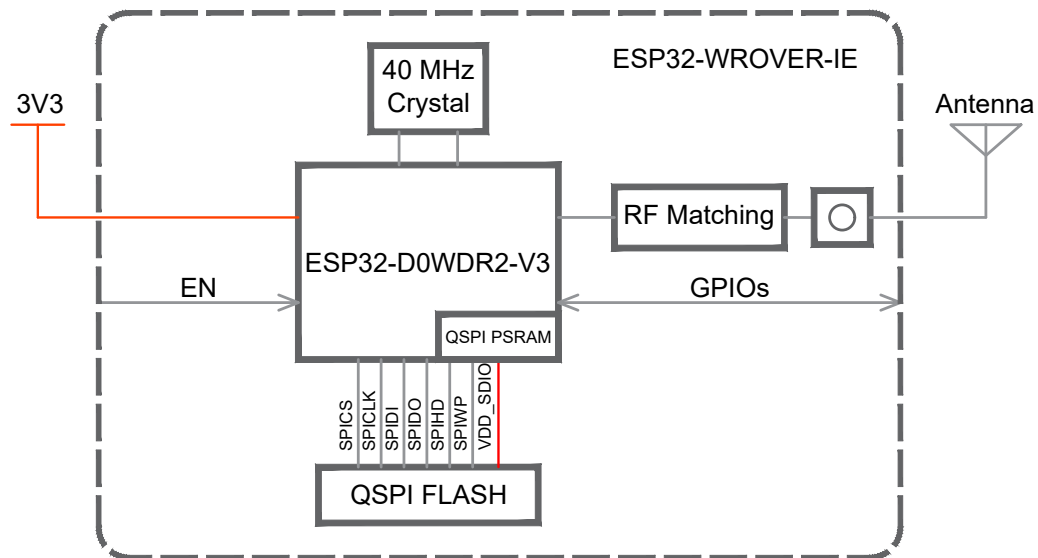 ESP32-WROVER-IE
40 MHz
Crystal
3V3
Antenna
RF Matching
ESP32-D0WDR2-V3
EN
GPIOs
QSPI PSRAM
SPICS
SPICLK
SPIDI
SPIDO
SPIHD
SPIWP
VDD_SDIO
QSPI FLASH